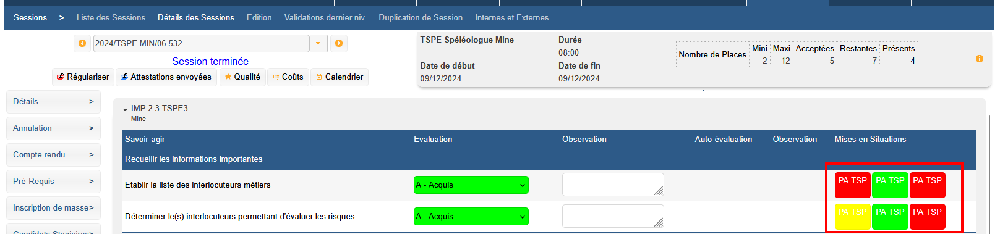 Sessions > Liste des Sessions Détails des Sessions Edition Validations dernier niv. Duplication de Session Internes et Externes
2024/TSPE MIN/06 532
Session terminée
Régulariser Attestations envoyées Qualité Coûts Calendrier
TSPE Spéléologue Mine Durée
08:00
Date de début Date de fin
09/12/2024 09/12/2024
Nombre de Places Mini Maxi Acceptées Restantes Présents
2 12 5 7 4
Détails >
Annulation >
Compte rendu >
Pré-Requis >
Inscription de masse>
Candidats Stagiaires>
IMP 2.3 TSPE3
Mine
Savoir-agir Evaluation Observation Auto-évaluation Observation Mises en Situations
Recuellir les informations importantes
Etablir la liste des interlocuteurs métiers A - Acquis PA TSP PA TSP PA TSP
Déterminer le(s) interlocuteurs permettant d'évaluer les risques A - Acquis PA TSP PA TSP PA TSP